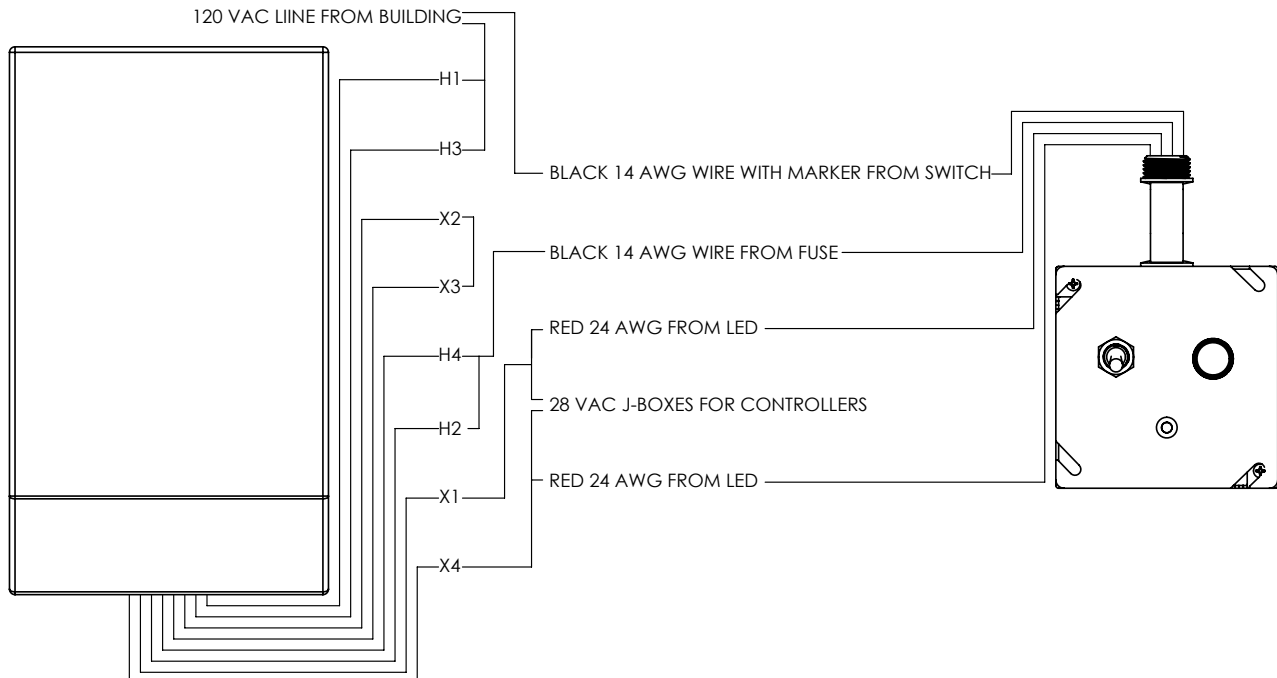 120 VAC LIINE FROM BUILDING
H1
H3
BLACK 14 AWG WIRE WITH MARKER FROM SWITCH
X2
BLACK 14 AWG WIRE FROM FUSE
X3
RED 24 AWG FROM LED
H4
28 VAC J-BOXES FOR CONTROLLERS
H2
RED 24 AWG FROM LED
X1
X4